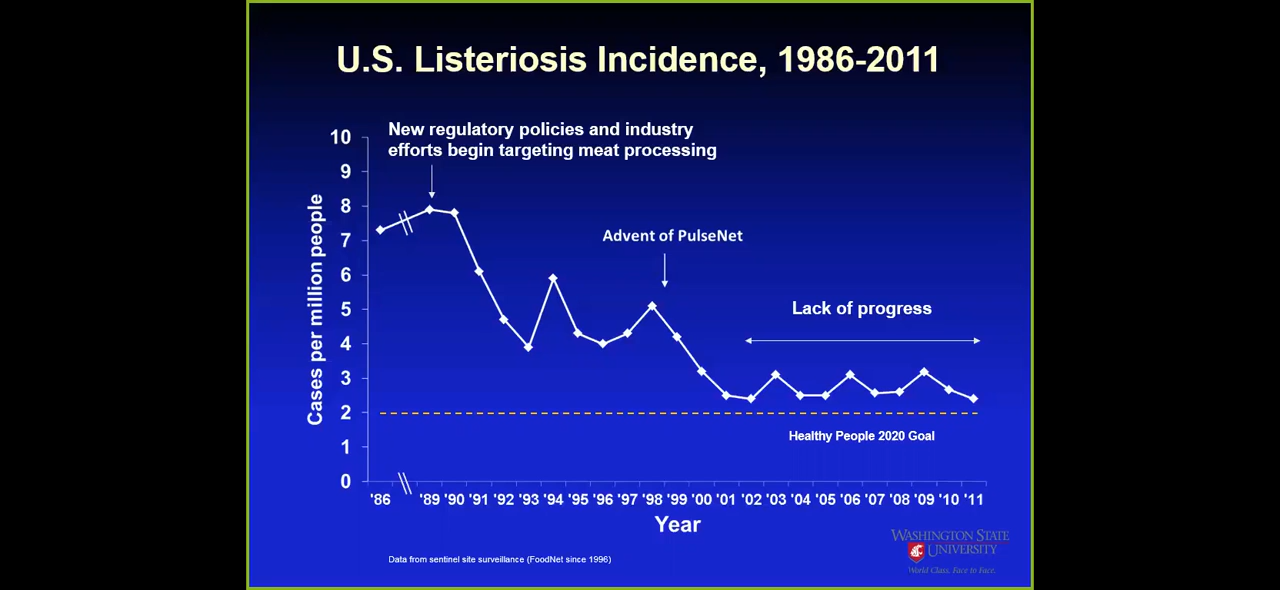 U.S. Listeriosis Incidence, 1986-2011
New regulatory policies and industry
efforts begin targeting meat processing
Advent of PulseNet
Lack of progress
Healthy People 2020 Goal
Cases per million people
10
9
8
7
6
5
4
3
2
1
0
'86 '89 '90 '91 '92 '93 '94 '95 '96 '97 '98 '99 '00 '01 '02 '03 '04 '05 '06 '07 '08 '09 '10 '11
Year
Data from sentinel site surveillance (FoodNet since 1996)
WASHINGTON STATE
UNIVERSITY
World Class. Face to Face.